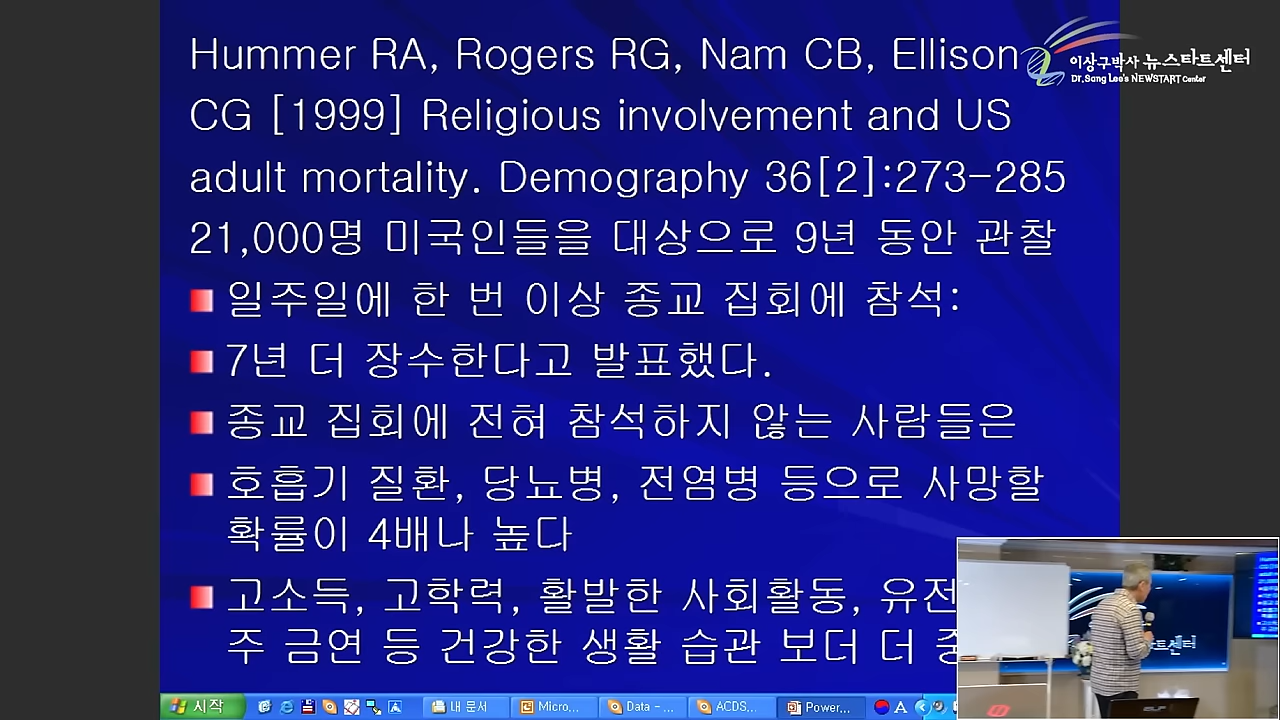 Hummer RA, Rogers RG, Nam CB, Ellison
CG [1999] Religious involvement and US
adult mortality. Demography 36[2]:273-285
21,000명 미국인들을 대상으로 9년 동안 관찰
일주일에 한 번 이상 종교 집회에 참석:
7년 더 장수한다고 발표했다.
종교 집회에 전혀 참석하지 않는 사람들은
호흡기 질환, 당뇨병, 전염병 등으로 사망할
확률이 4배나 높다
고소득, 고학력, 활발한 사회활동, 유전
주 금연 등 건강한 생활 습관 보더 더
이상구박사 뉴스타트센터
Dr. Sang Lee's NEWSTART Center
시작
내 문서
Micro...
Data - ...
ACDS...
Power...
A